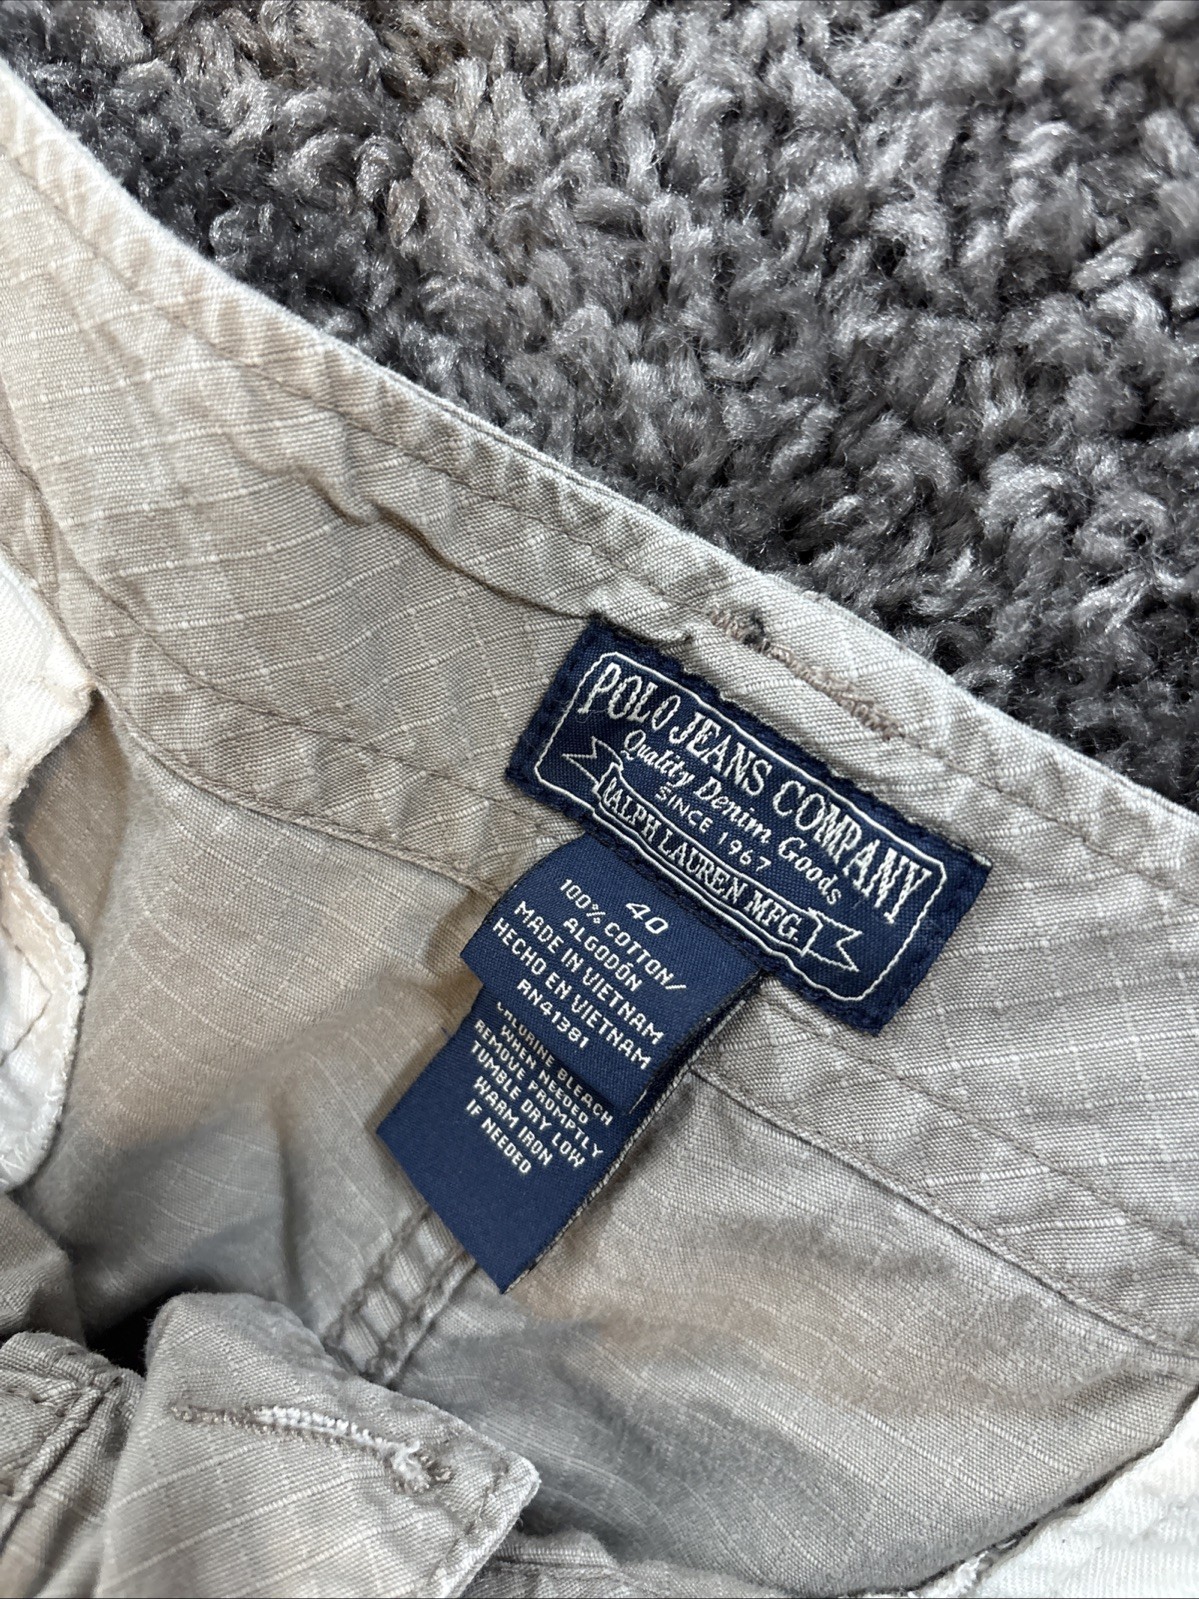 POLO JEANS COMPANY
Quality Denim Goods
SINCE 1967
RALPH LAUREN MFG.
40
100% COTTON/
ALGODÓN
MADE IN VIETNAM
HECHO EN VIETNAM
RN41381
CHLORINE BLEACH
WHEN NEEDED
REMOVE PROMPTLY
TUMBLE DRY LOW
WARM IRON
IF NEEDED